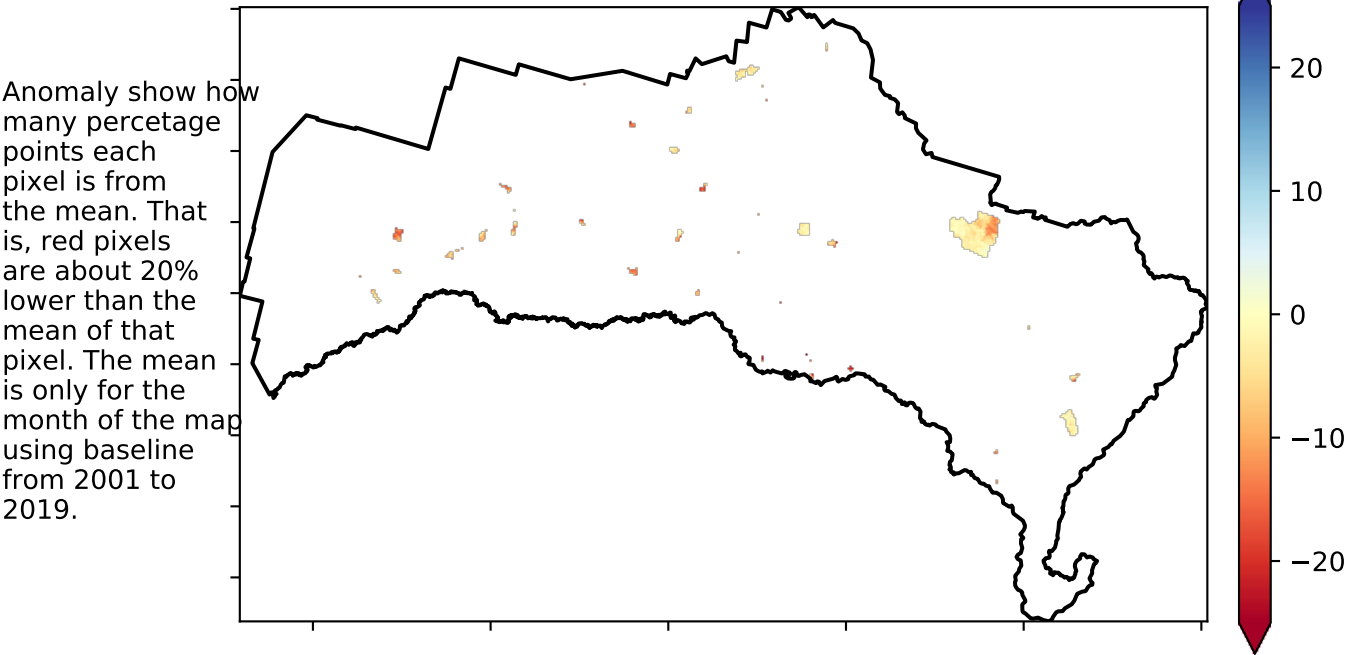 Anomaly show how
many percetage
points each
pixel is from
the mean. That
is, red pixels
are about 20%
lower than the
mean of that
pixel. The mean
is only for the
month of the map
using baseline
from 2001 to
2019.
20
10
0
−10
−20